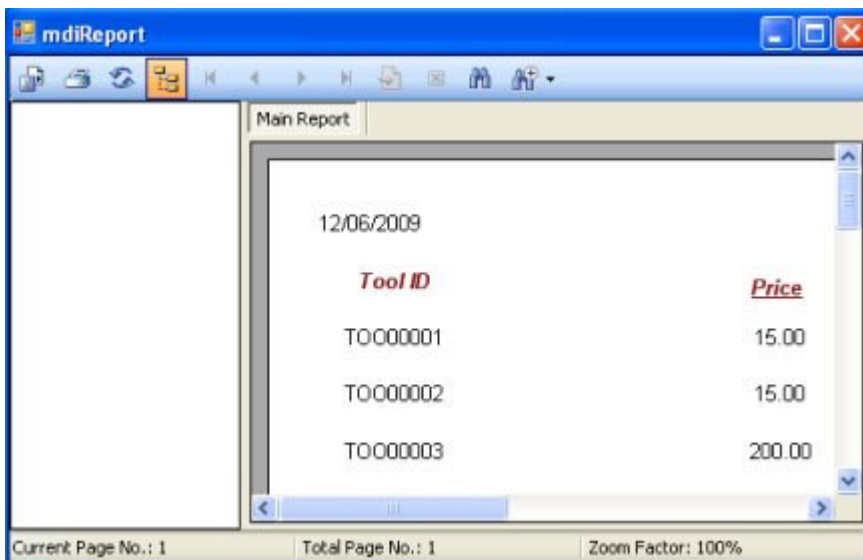 mdiReport
Main Report
12/06/2009
Tool ID Price
TOO00001 15.00
TOO00002 15.00
TOO00003 200.00
Current Page No.: 1 Total Page No.: 1 Zoom Factor: 100%